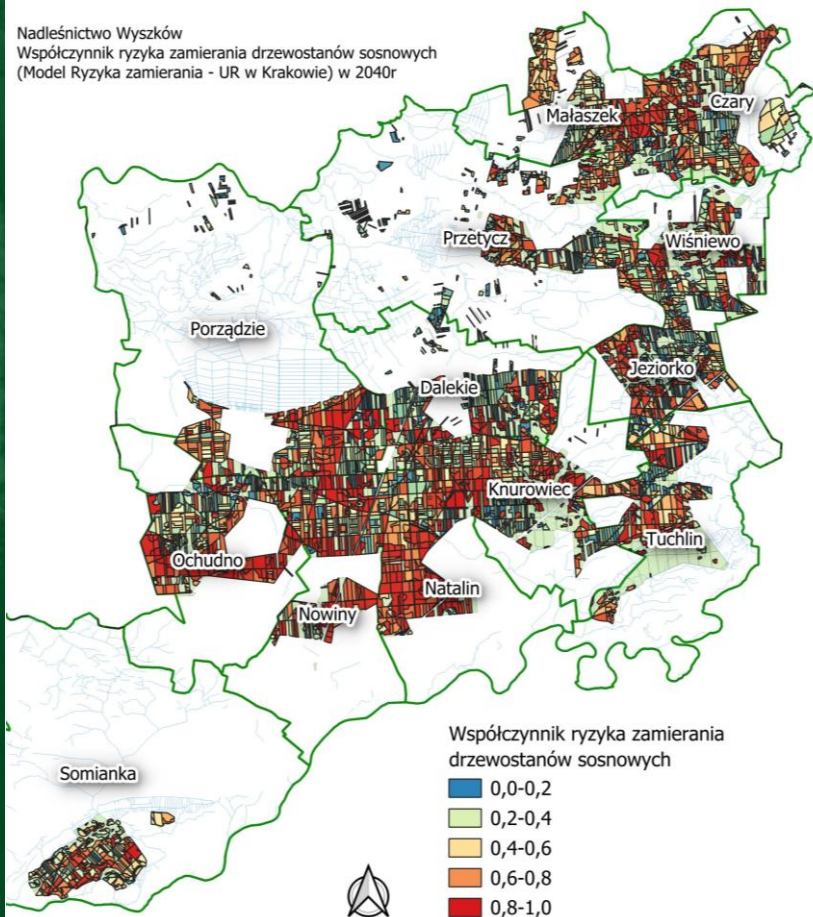 Nadleśnictwo Wyszków
Współczynnik ryzyka zamierania drzewostanów sosnowych
(Model Ryzyka zamierania - UR w Krakowie) w 2040r
Czary
Małaszek
Przetycz
Wiśniewo
Porządzie
Jeziorko
Dalekie
Knurowiec
Tuchlin
Ochudno
Natalin
Nowiny
Somianka
Współczynnik ryzyka zamierania
drzewostanów sosnowych
0,0-0,2
0,2-0,4
0,4-0,6
0,6-0,8
0,8-1,0